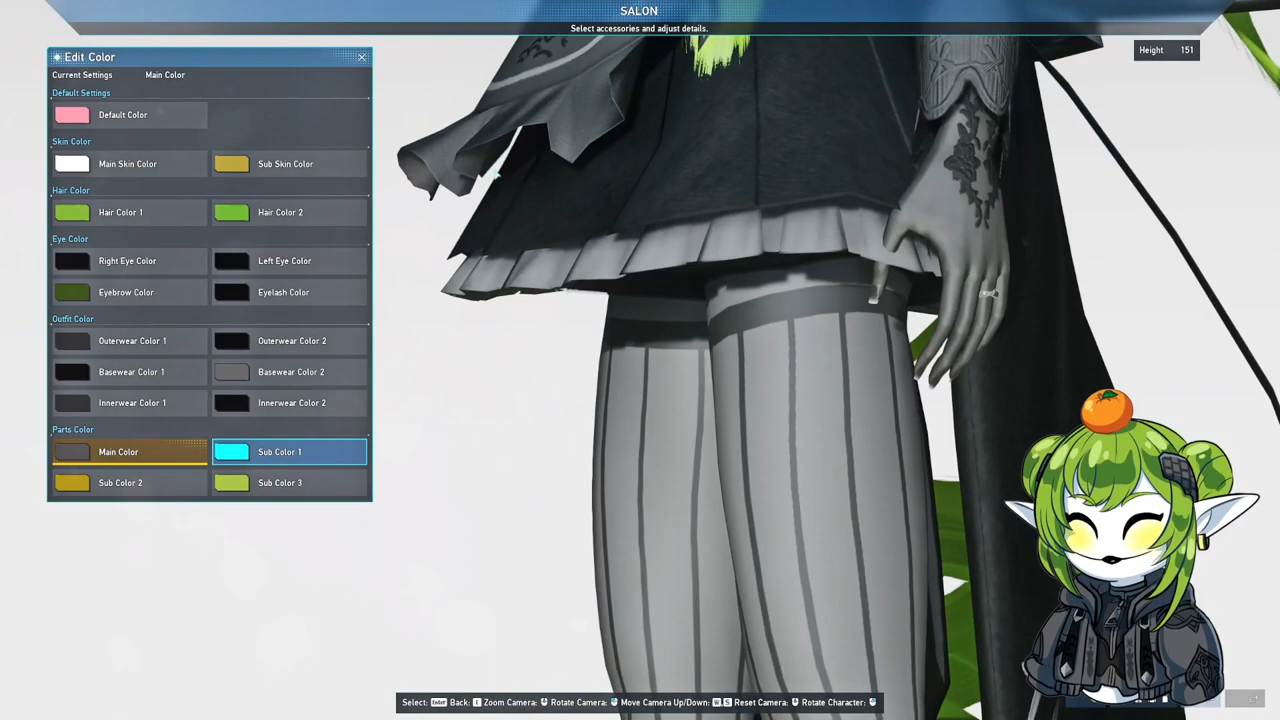 SALON
Select accessories and adjust details.
Height 151
Edit Color
Current Settings Main Color
Default Settings
Default Color
Skin Color
Main Skin Color Sub Skin Color
Hair Color
Hair Color 1 Hair Color 2
Eye Color
Right Eye Color Left Eye Color
Eyebrow Color Eyelash Color
Outfit Color
Outerwear Color 1 Outerwear Color 2
Basewear Color 1 Basewear Color 2
Innerwear Color 1 Innerwear Color 2
Parts Color
Main Color Sub Color 1
Sub Color 2 Sub Color 3
Select: Enter Back: Zoom Camera: Rotate Camera: Move Camera Up/Down: W, S Reset Camera: Rotate Character: